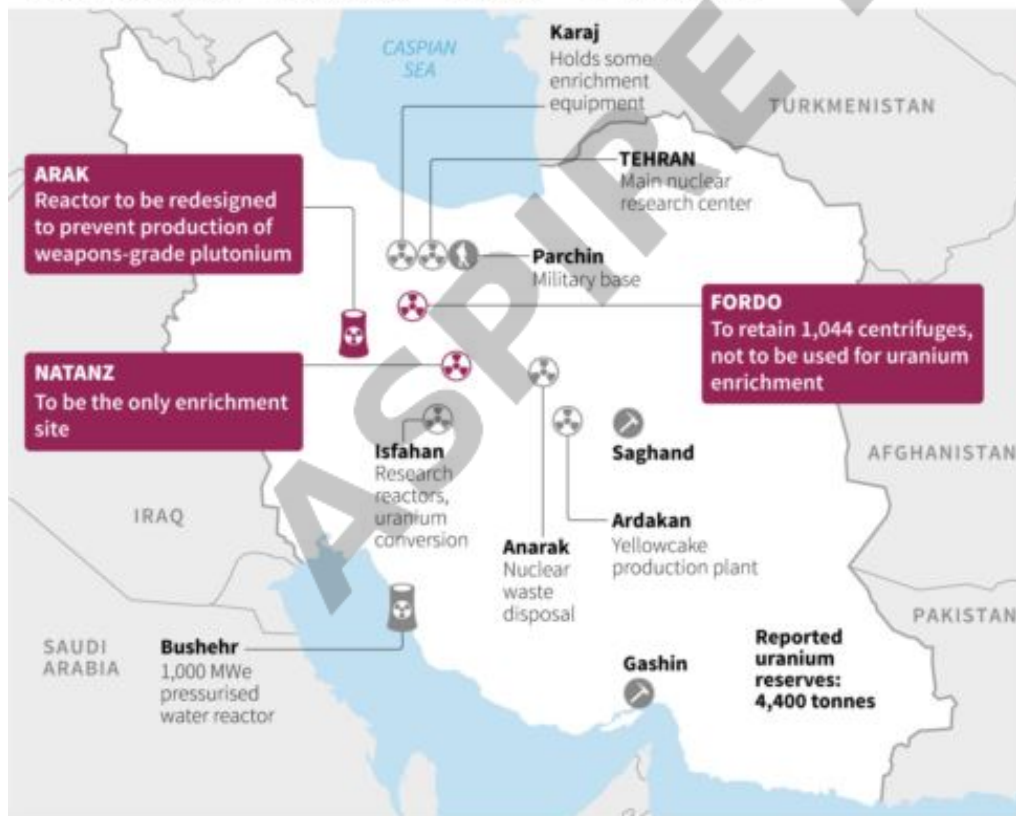 CASPIAN
SEA
Karaj
Holds some
enrichment
equipment
TURKMENISTAN
ARAK
Reactor to be redesigned
to prevent production of
weapons-grade plutonium
TEHRAN
Main nuclear
research center
Parchin
Military base
FORDO
To retain 1,044 centrifuges,
not to be used for uranium
enrichment
NATANZ
To be the only enrichment
site
Isfahan
Research
reactors,
uranium
conversion
Saghand
AFGHANISTAN
IRAQ
Anarak
Nuclear
waste
disposal
Ardakan
Yellowcake
production plant
PAKISTAN
SAUDI
ARABIA
Bushehr
1,000 MWe
pressurised
water reactor
Gashin
Reported
uranium
reserves:
4,400 tonnes
ASPIRE